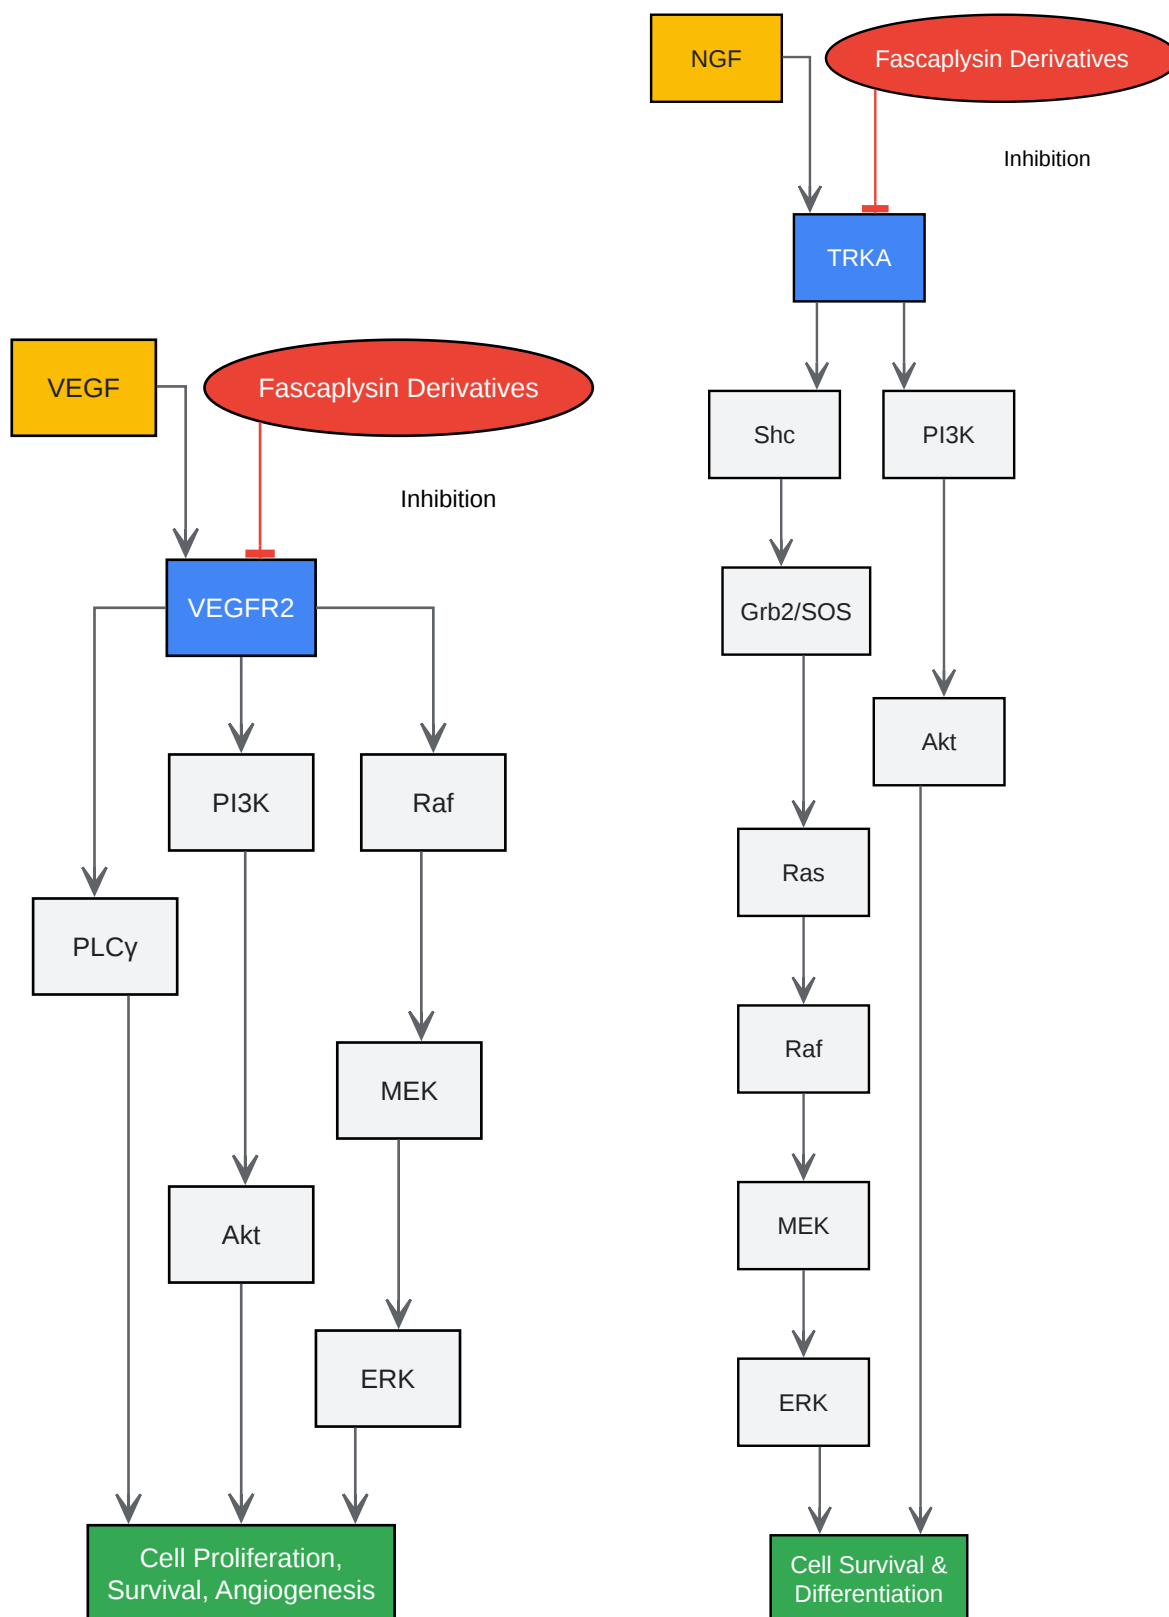 VEGF
Fascaplysin Derivatives
Inhibition
VEGFR2
PI3K
Raf
PLCγ
MEK
Akt
ERK
Cell Proliferation,
Survival, Angiogenesis
NGF
Fascaplysin Derivatives
Inhibition
TRKA
Shc
PI3K
Grb2/SOS
Akt
Ras
Raf
MEK
ERK
Cell Survival &
Differentiation